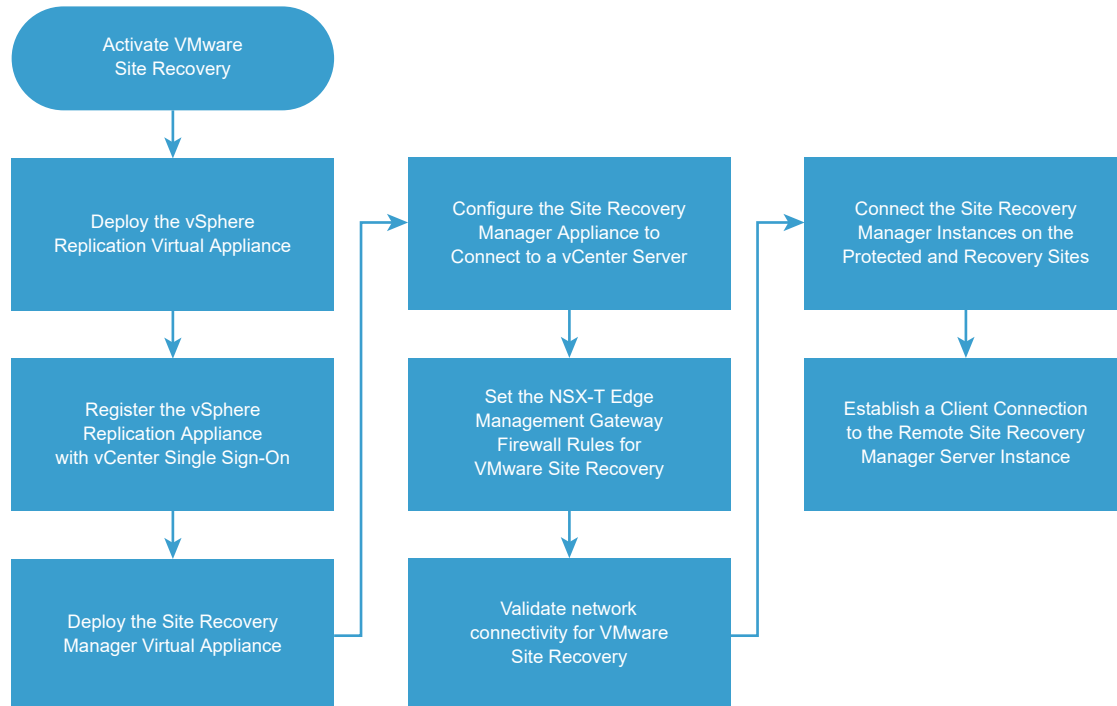 Activate VMware
Site Recovery
Deploy the vSphere
Replication Virtual Appliance
Register the vSphere
Replication Appliance
with vCenter Single Sign-On
Deploy the Site Recovery
Manager Virtual Appliance
Configure the Site Recovery
Manager Appliance to
Connect to a vCenter Server
Set the NSX-T Edge
Management Gateway
Firewall Rules for
VMware Site Recovery
Validate network
connectivity for VMware
Site Recovery
Connect the Site Recovery
Manager Instances on the
Protected and Recovery Sites
Establish a Client Connection
to the Remote Site Recovery
Manager Server Instance